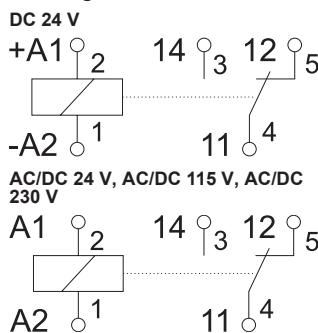 DC 24 V
+A1 2 14 3 12 5
-A2 1 11 4
AC/DC 24 V, AC/DC 115 V, AC/DC
230 V
A1 2 14 3 12 5
A2 1 11 4